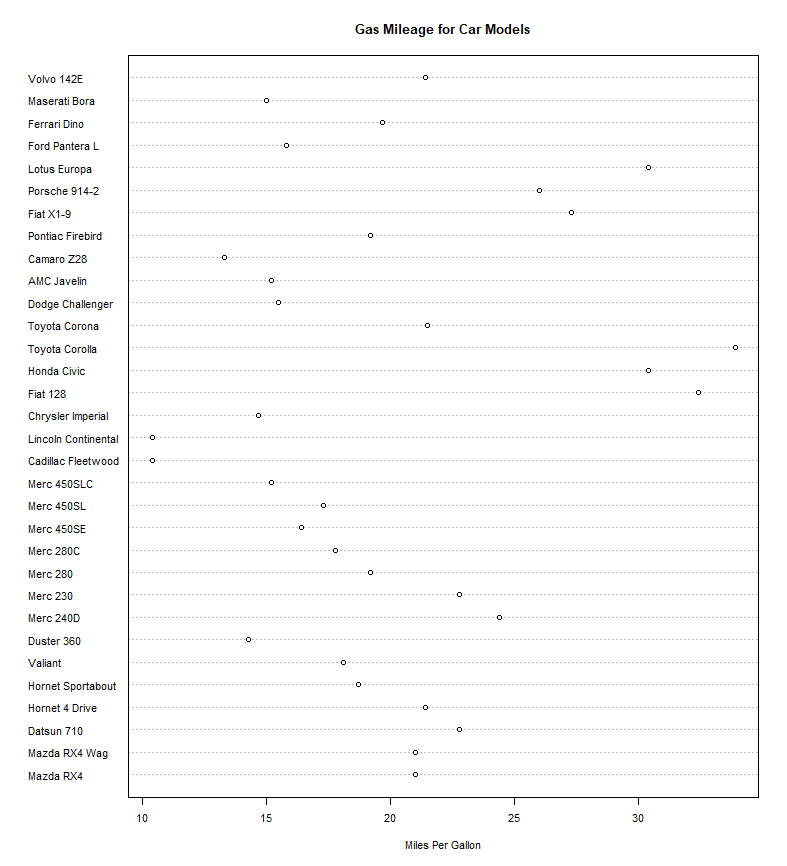 Gas Mileage for Car Models
Volvo 142E
Maserati Bora
Ferrari Dino
Ford Pantera L
Lotus Europa
Porsche 914-2
Fiat X1-9
Pontiac Firebird
Camaro Z28
AMC Javelin
Dodge Challenger
Toyota Corona
Toyota Corolla
Honda Civic
Fiat 128
Chrysler Imperial
Lincoln Continental
Cadillac Fleetwood
Merc 450SLC
Merc 450SL
Merc 450SE
Merc 280C
Merc 280
Merc 230
Merc 240D
Duster 360
Valiant
Hornet Sportabout
Hornet 4 Drive
Datsun 710
Mazda RX4 Wag
Mazda RX4
10 15 20 25 30
Miles Per Gallon